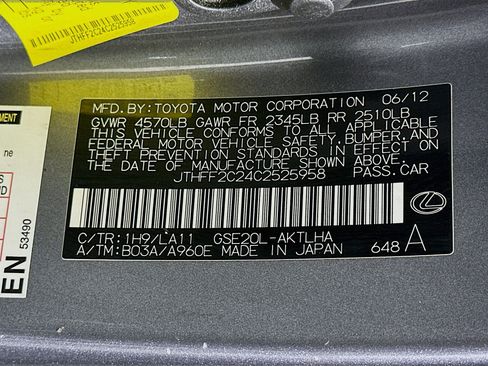 JTHFF2C24C2525958
MFD. BY: TOYOTA MOTOR CORPORATION 06/12
GVWR 4570LB GAWR FR 2345LB RR 2510LB
THIS VEHICLE CONFORMS TO ALL APPLICABLE
FEDERAL MOTOR VEHICLE SAFETY, BUMPER, AND
THEFT PREVENTION STANDARDS IN EFFECT ON
THE DATE OF MANUFACTURE SHOWN ABOVE.
JTHFF2C24C2525958 PASS. CAR
C/TR: 1H9/LA11 GSE20L-AKTLHA
A/TM: B03A/A960E MADE IN JAPAN 648 A
ne
EN
53490